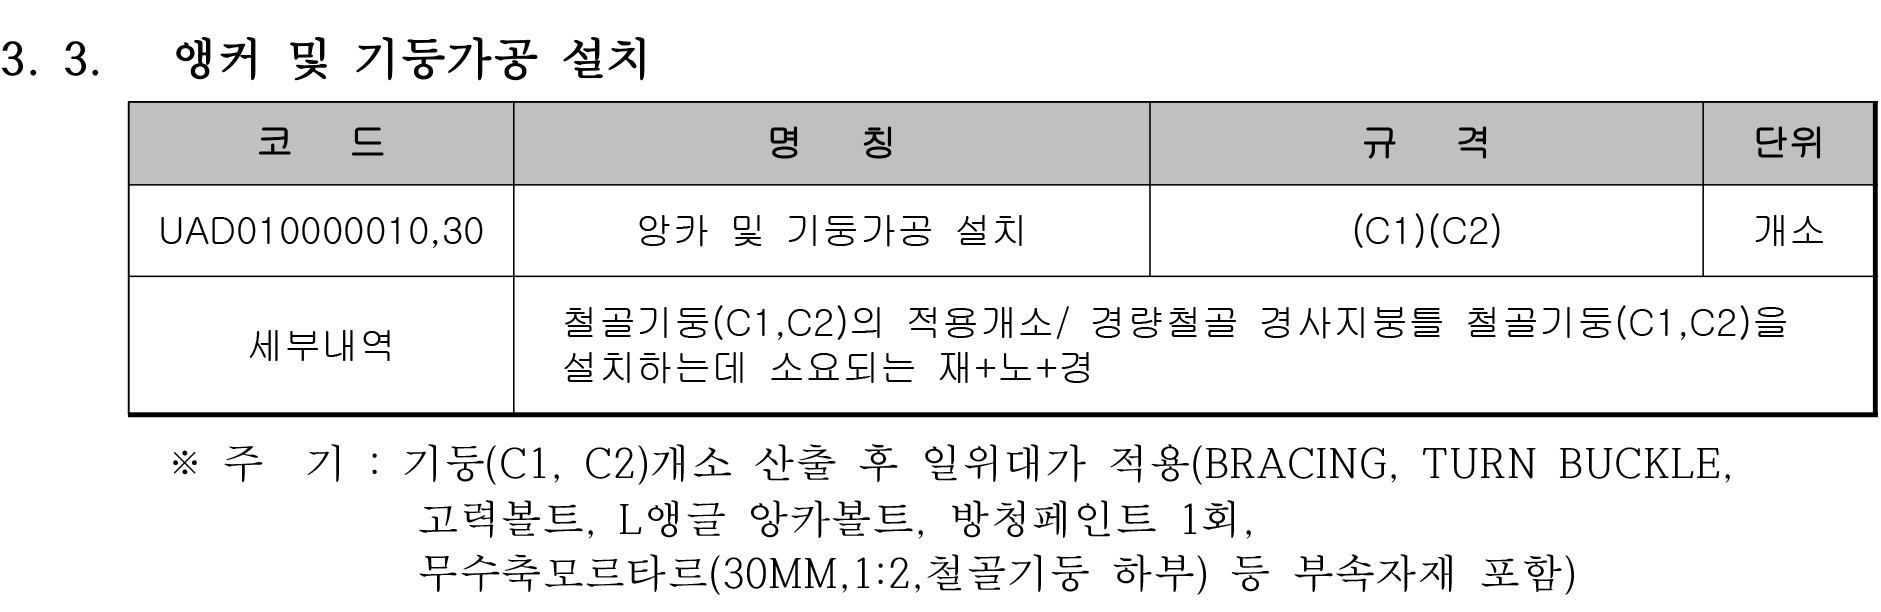 3. 3. 앵커 및 기둥가공 설치
코 드 명 칭 규 격 단위
UAD010000010,30 앙카 및 기둥가공 설치 (C1)(C2) 개소
세부내역 철골기둥(C1,C2)의 적용개소/ 경량철골 경사지붕틀 철골기둥(C1,C2)을
설치하는데 소요되는 재+노+경
※ 주 기 : 기둥(C1, C2)개소 산출 후 일위대가 적용(BRACING, TURN BUCKLE,
고력볼트, L앵글 앙카볼트, 방청페인트 1회,
무수축모르타르(30MM,1:2,철골기둥 하부) 등 부속자재 포함)